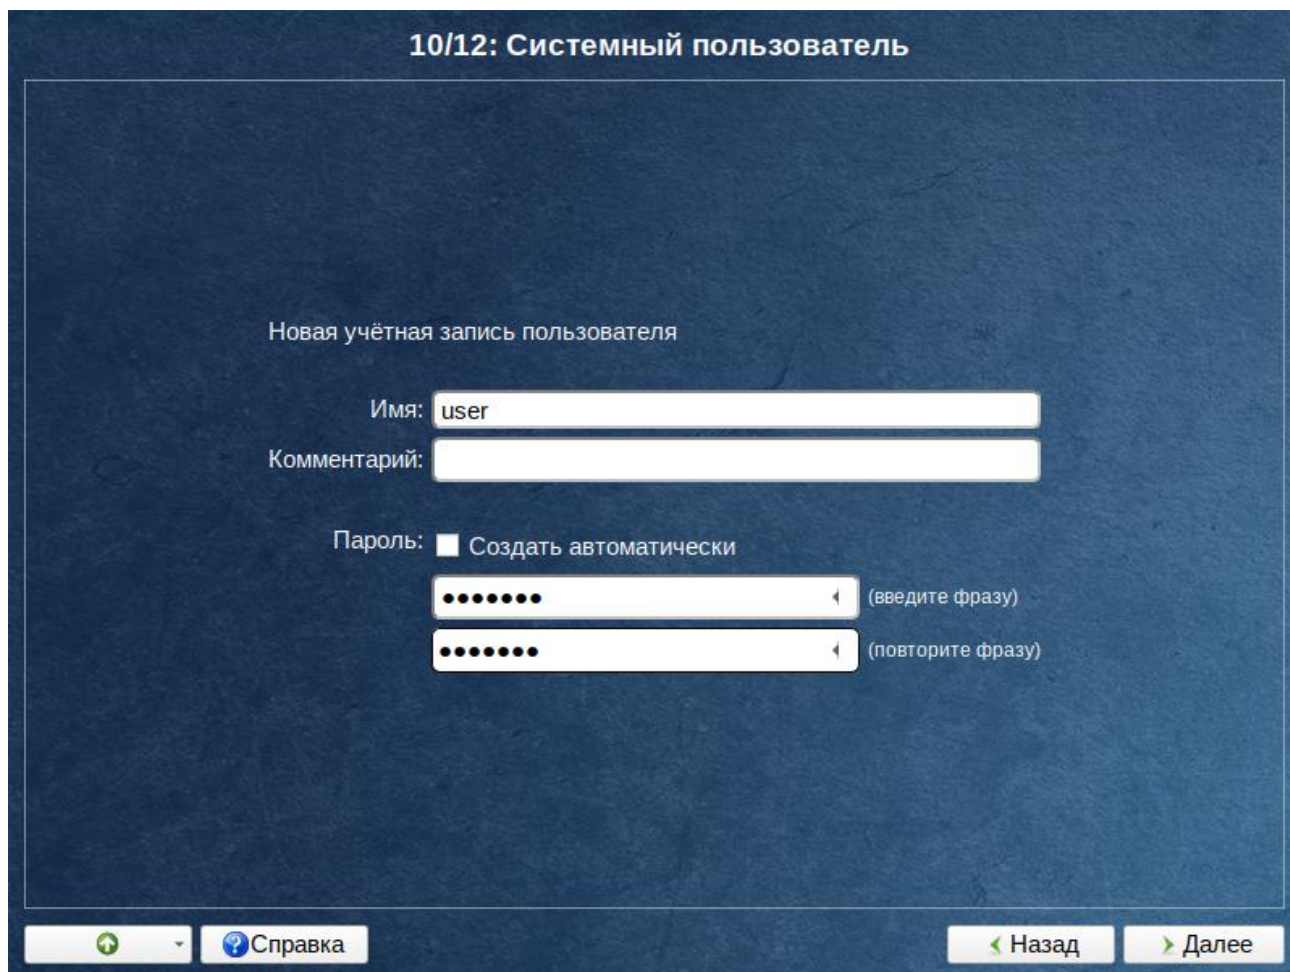 10/12: Системный пользователь
Новая учётная запись пользователя
Имя: user
Комментарий:
Пароль: Создать автоматически
●●●●●●● (введите фразу)
●●●●●●● (повторите фразу)
Справка Назад Далее